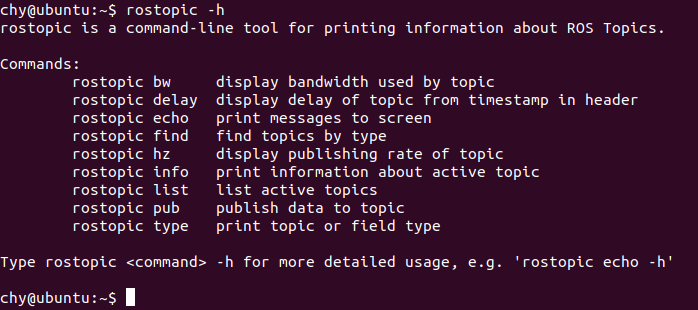 chy@ubuntu:~$ rostopic -h
rostopic is a command-line tool for printing information about ROS Topics.

Commands:
        rostopic bw     display bandwidth used by topic
        rostopic delay  display delay of topic from timestamp in header
        rostopic echo   print messages to screen
        rostopic find   find topics by type
        rostopic hz     display publishing rate of topic
        rostopic info   print information about active topic
        rostopic list   list active topics
        rostopic pub    publish data to topic
        rostopic type   print topic or field type

Type rostopic <command> -h for more detailed usage, e.g. 'rostopic echo -h'

chy@ubuntu:~$